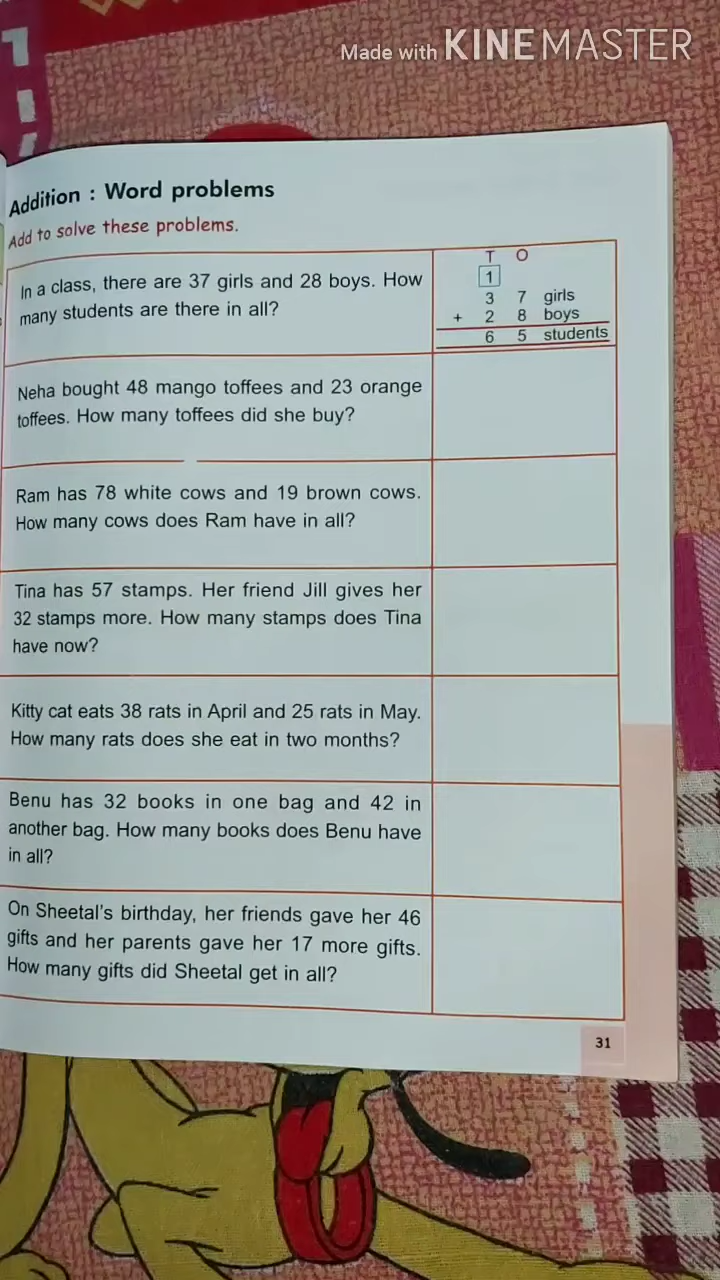 Made with KINEMASTER
Addition : Word problems
Add to solve these problems.
In a class, there are 37 girls and 28 boys. How
many students are there in all?
T O
1
3 7 girls
+ 2 8 boys
6 5 students
Neha bought 48 mango toffees and 23 orange
toffees. How many toffees did she buy?
Ram has 78 white cows and 19 brown cows.
How many cows does Ram have in all?
Tina has 57 stamps. Her friend Jill gives her
32 stamps more. How many stamps does Tina
have now?
Kitty cat eats 38 rats in April and 25 rats in May.
How many rats does she eat in two months?
Benu has 32 books in one bag and 42 in
another bag. How many books does Benu have
in all?
On Sheetal's birthday, her friends gave her 46
gifts and her parents gave her 17 more gifts.
How many gifts did Sheetal get in all?
31